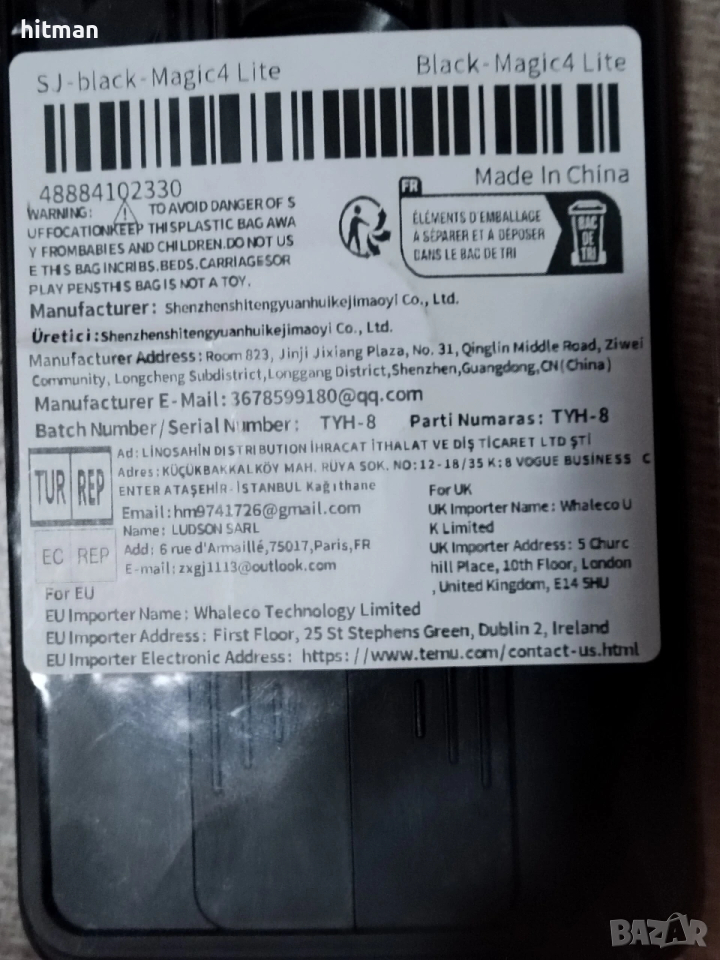 hitman
SJ-black-Magic4 Lite
Black-Magic4 Lite
48884102330
Made In China
WARNING: TO AVOID DANGER OF S
UFFOCATIONKEEP THISPLASTIC BAG AWA
Y FROMBABIES AND CHILDREN.DO NOT US
E THIS BAG INCRIBS.BEDS.CARRIAGESOR
PLAY PENSTHIS BAG IS NOT A TOY.
FR
ÉLÉMENTS D'EMBALLAGE
À SÉPARER ET À DÉPOSER
DANS LE BAC DE TRI
BAC
DE
TRI
Manufacturer: Shenzhenshitengyuanhuikejimaoyi Co., Ltd.
Üretici:Shenzhenshitengyuanhuikejimaoyi Co., Ltd.
Manufacturer Address: Room 823, Jinji Jixiang Plaza, No. 31, Qinglin Middle Road, Ziwei
Community, Longcheng Subdistrict,Longgang District,Shenzhen,Guangdong,CN(China)
Manufacturer E-Mail: 3678599180@qq.com
Batch Number/Serial Number: TYH-8 Parti Numaras: TYH-8
TUR REP
Ad: LİNOSAHİN DISTRIBUTION İHRACAT İTHALAT VE DİŞ TİCARET LTD ŞTİ
Adres: KÜÇÜKBAKKALKÖY MAH. RÜYA SOK. NO:12-18/35 K:8 VOGUE BUSINESS C
ENTER ATAŞEHİR-İSTANBUL Kağıthane
Email:hm9741726@gmail.com
EC REP
Name: LUDSON SARL
Add: 6 rue d'Armaillé,75017,Paris,FR
E-mail:zxgj1113@outlook.com
For UK
UK Importer Name: Whaleco U
K Limited
UK Importer Address: 5 Churc
hill Place, 10th Floor, London
, United Kingdom, E14 5HU
For EU
EU Importer Name: Whaleco Technology Limited
EU Importer Address: First Floor, 25 St Stephens Green, Dublin 2, Ireland
EU Importer Electronic Address: https://www.temu.com/contact-us.html
BAZAR